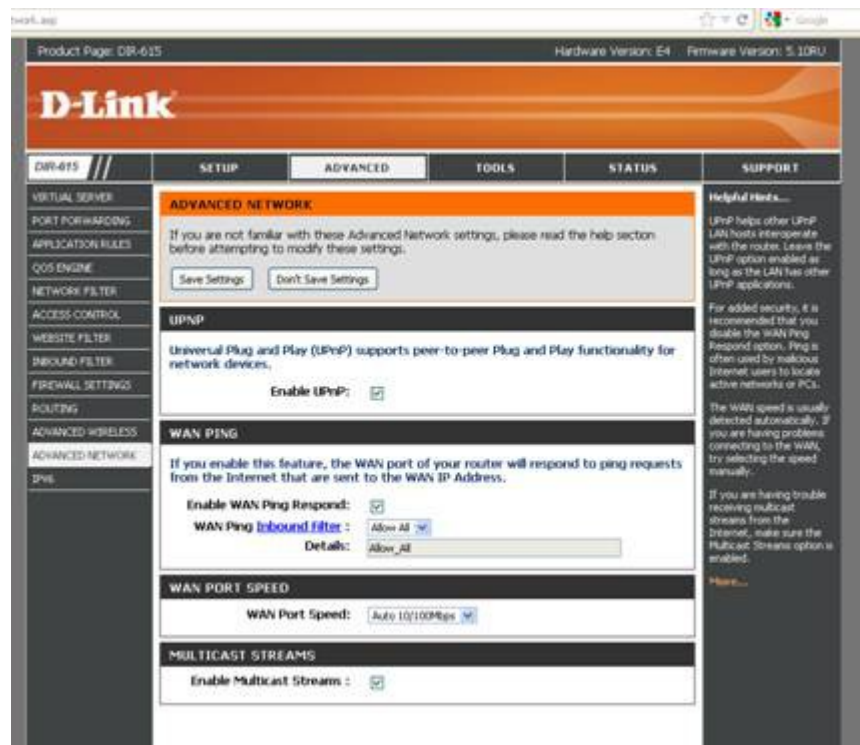 twork.asp
Google
Product Page: DIR-615
Hardware Version: E4
Firmware Version: 5.10RU
D-Link
DIR-615
SETUP
ADVANCED
TOOLS
STATUS
SUPPORT
VIRTUAL SERVER
PORT FORWARDING
APPLICATION RULES
QOS ENGINE
NETWORK FILTER
ACCESS CONTROL
WEBSITE FILTER
INBOUND FILTER
FIREWALL SETTINGS
ROUTING
ADVANCED WIRELESS
ADVANCED NETWORK
IPV6
ADVANCED NETWORK
If you are not familar with these Advanced Network settings, please read the help section
before attempting to modify these settings.
Save Settings
Don't Save Settings
UPNP
Universal Plug and Play (UPnP) supports peer-to-peer Plug and Play functionality for
network devices.
Enable UPnP:
WAN PING
If you enable this feature, the WAN port of your router will respond to ping requests
from the Internet that are sent to the WAN IP Address.
Enable WAN Ping Respond:
WAN Ping Inbound Filter :
Allow All
Details:
Allow_All
WAN PORT SPEED
WAN Port Speed:
Auto 10/100Mbps
MULTICAST STREAMS
Enable Multicast Streams :
Helpful Hints...
UPnP helps other UPnP
LAN hosts interoperate
with the router. Leave the
UPnP option enabled as
long as the LAN has other
UPnP applications.
For added security, it is
recommended that you
disable the WAN Ping
Respond option. Ping is
often used by malicious
Internet users to locate
active networks or PCs.
The WAN speed is usually
detected automatically. If
you are having problems
connecting to the WAN,
try selecting the speed
manually.
If you are having trouble
receiving multicast
streams from the
Internet, make sure the
Multicast Streams option is
enabled.
More...